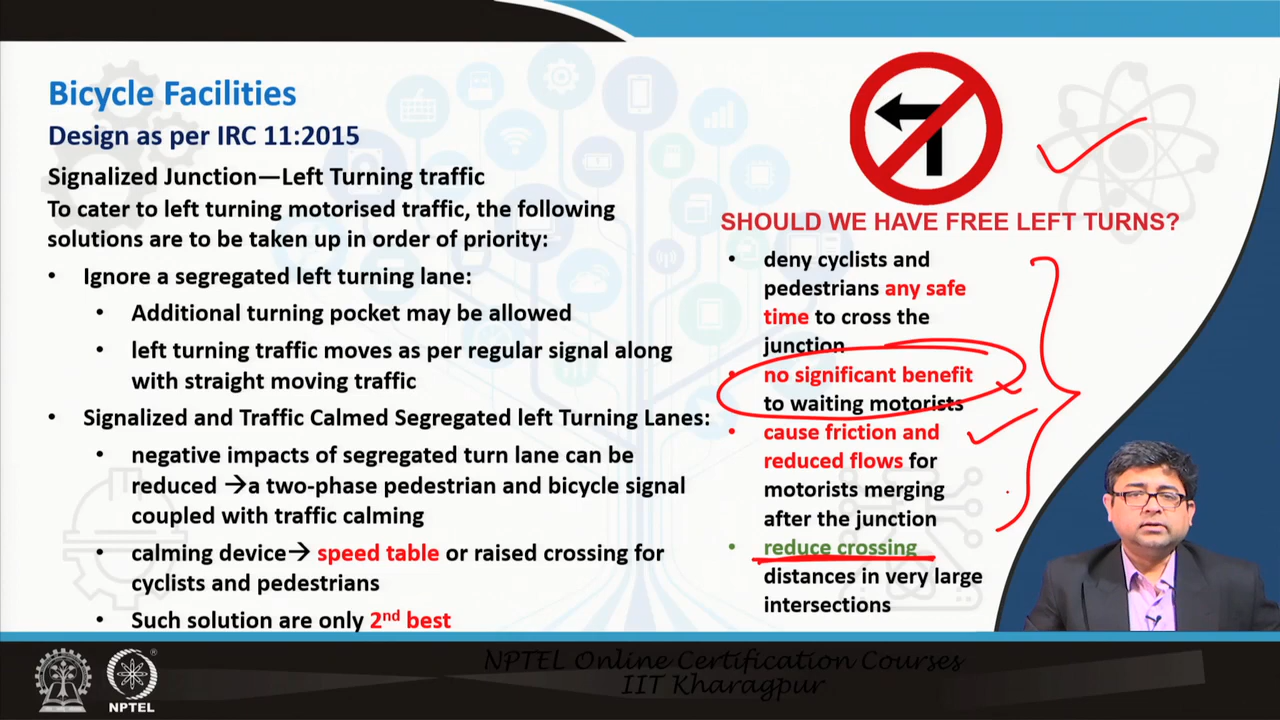 Bicycle Facilities
Design as per IRC 11:2015
Signalized Junction—Left Turning traffic
To cater to left turning motorised traffic, the following
solutions are to be taken up in order of priority:
• Ignore a segregated left turning lane:
• Additional turning pocket may be allowed
• left turning traffic moves as per regular signal along
with straight moving traffic
• Signalized and Traffic Calmed Segregated left Turning Lanes:
• negative impacts of segregated turn lane can be
reduced →a two-phase pedestrian and bicycle signal
coupled with traffic calming
• calming device→ speed table or raised crossing for
cyclists and pedestrians
• Such solution are only 2nd best
SHOULD WE HAVE FREE LEFT TURNS?
• deny cyclists and
pedestrians any safe
time to cross the
junction
• no significant benefit
to waiting motorists
• cause friction and
reduced flows for
motorists merging
after the junction
• reduce crossing
distances in very large
intersections
NPTEL Online Certification Courses
IIT Kharagpur
NPTEL